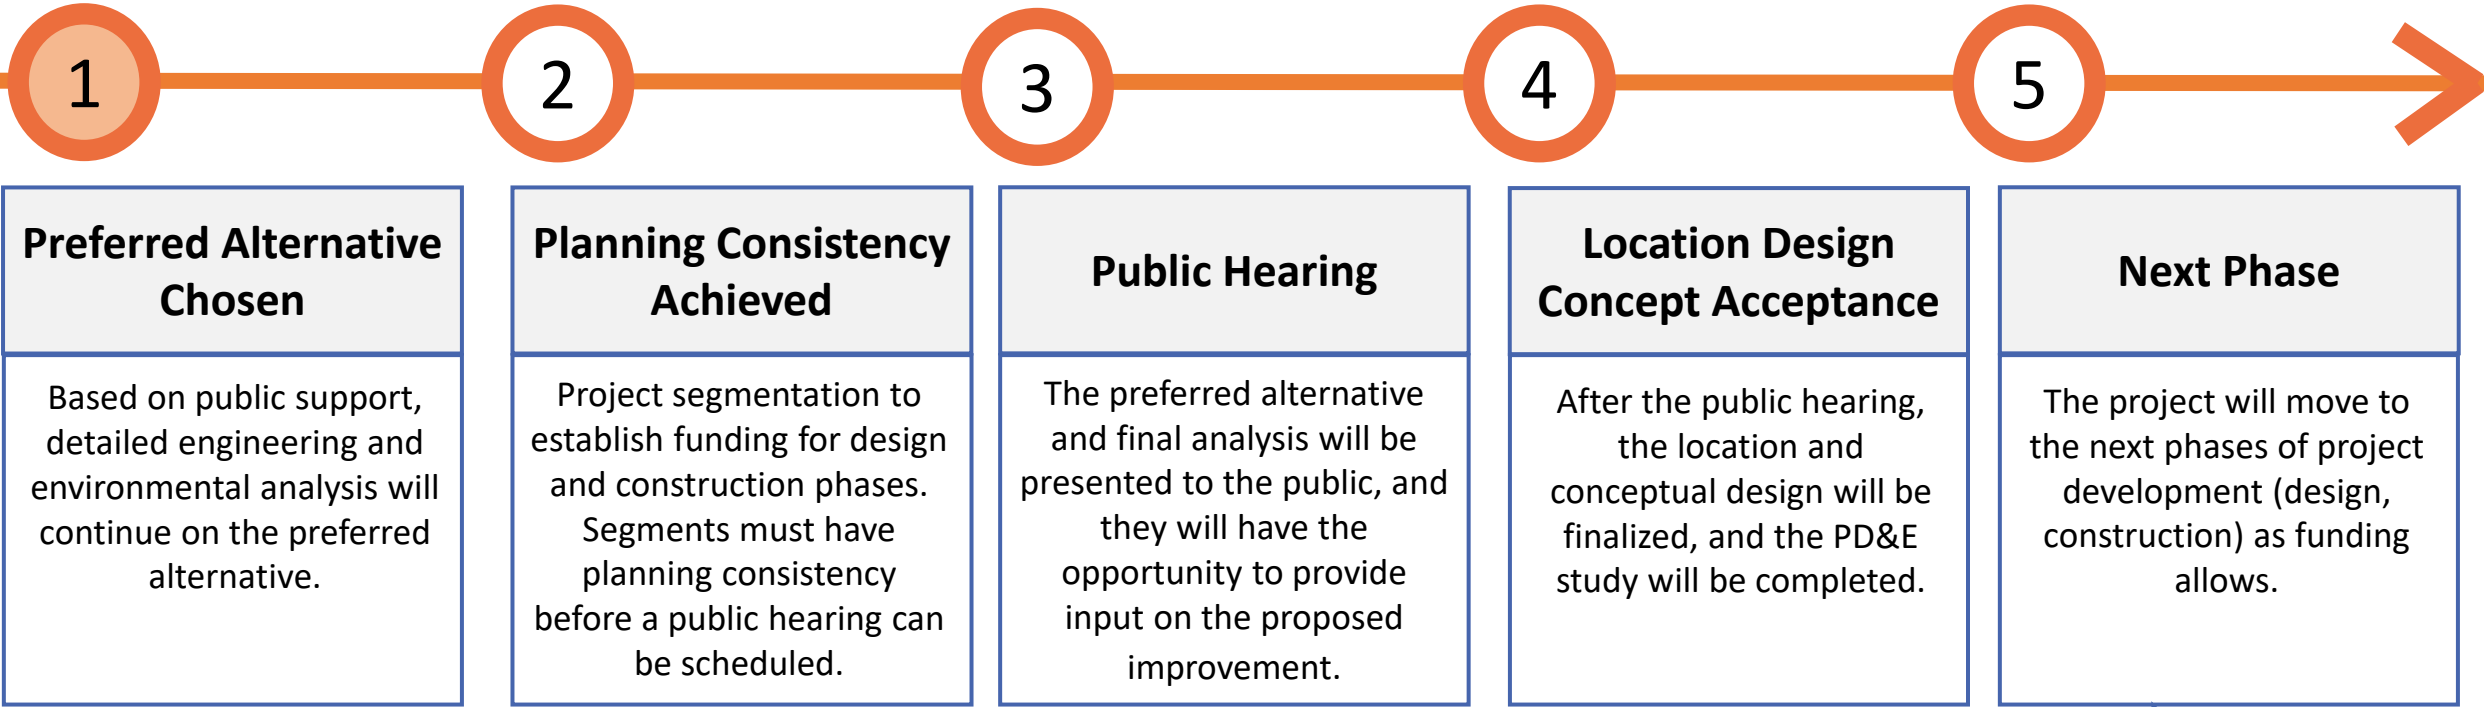 1
2
3
4
5
Preferred Alternative
Chosen
Based on public support,
detailed engineering and
environmental analysis will
continue on the preferred
alternative.
Planning Consistency
Achieved
Project segmentation to
establish funding for design
and construction phases.
Segments must have
planning consistency
before a public hearing can
be scheduled.
Public Hearing
The preferred alternative
and final analysis will be
presented to the public, and
they will have the
opportunity to provide
input on the proposed
improvement.
Location Design
Concept Acceptance
After the public hearing,
the location and
conceptual design will be
finalized, and the PD&E
study will be completed.
Next Phase
The project will move to
the next phases of project
development (design,
construction) as funding
allows.